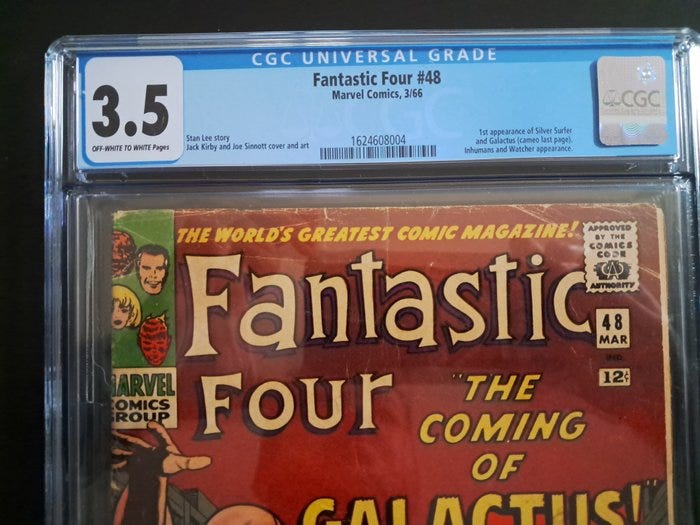 CGC UNIVERSAL GRADE
3.5
OFF-WHITE TO WHITE Pages
Fantastic Four #48
Marvel Comics, 3/66
Stan Lee story
Jack Kirby and Joe Sinnott cover and art
1624608004
1st appearance of Silver Surfer
and Galactus (cameo last page).
Inhumans and Watcher appearance.
CGC
THE WORLD'S GREATEST COMIC MAGAZINE!
APPROVED
BY THE
COMICS
CODE
AUTHORITY
Fantastic
Four
48
MAR
IND.
12¢
MARVEL
COMICS
GROUP
"THE
COMING
OF
GALACTUS!"